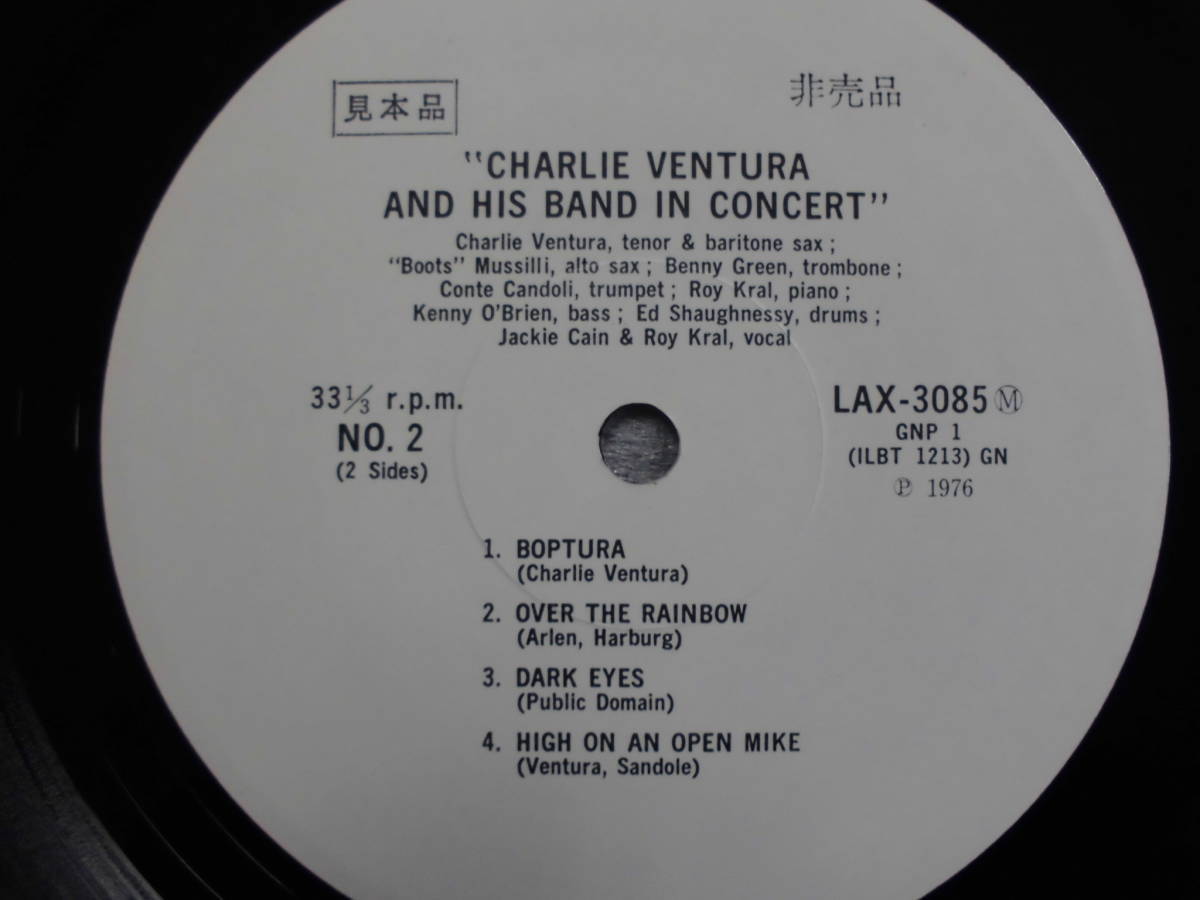 見本品
非売品
"CHARLIE VENTURA
AND HIS BAND IN CONCERT"
Charlie Ventura, tenor & baritone sax ;
"Boots" Mussilli, alto sax ; Benny Green, trombone ;
Conte Candoli, trumpet ; Roy Kral, piano ;
Kenny O'Brien, bass ; Ed Shaughnessy, drums ;
Jackie Cain & Roy Kral, vocal
33 1/3 r.p.m.
NO. 2
(2 Sides)
LAX-3085 Ⓜ
GNP 1
(ILBT 1213) GN
℗ 1976
1. BOPTURA
(Charlie Ventura)
2. OVER THE RAINBOW
(Arlen, Harburg)
3. DARK EYES
(Public Domain)
4. HIGH ON AN OPEN MIKE
(Ventura, Sandole)